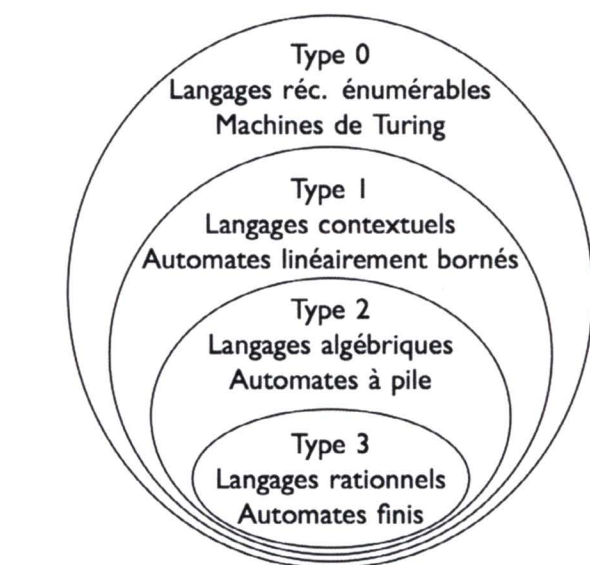 Type 0
Langages réc. énumérables
Machines de Turing
Type 1
Langages contextuels
Automates linéairement bornés
Type 2
Langages algébriques
Automates à pile
Type 3
Langages rationnels
Automates finis